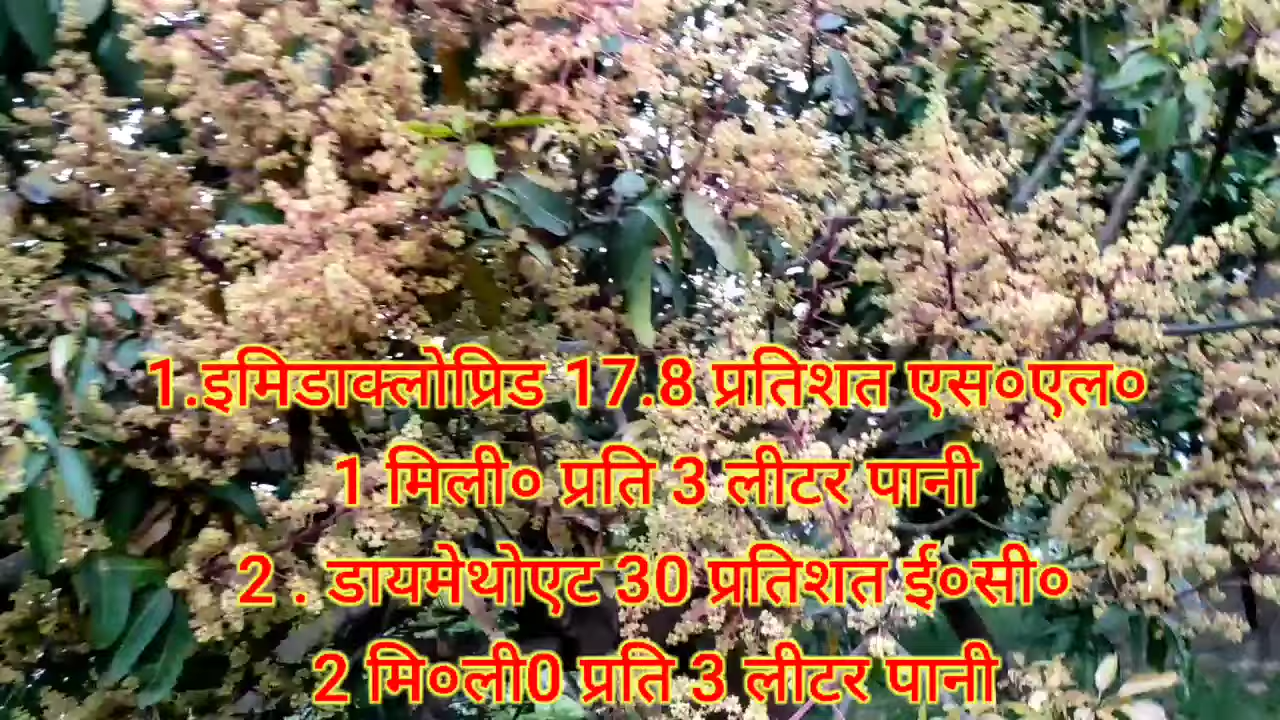 1.इमिडाक्लोप्रिड 17.8 प्रतिशत एस०एल०
1 मिली० प्रति 3 लीटर पानी
2 . डायमेथोएट 30 प्रतिशत ई०सी०
2 मि०ली0 प्रति 3 लीटर पानी